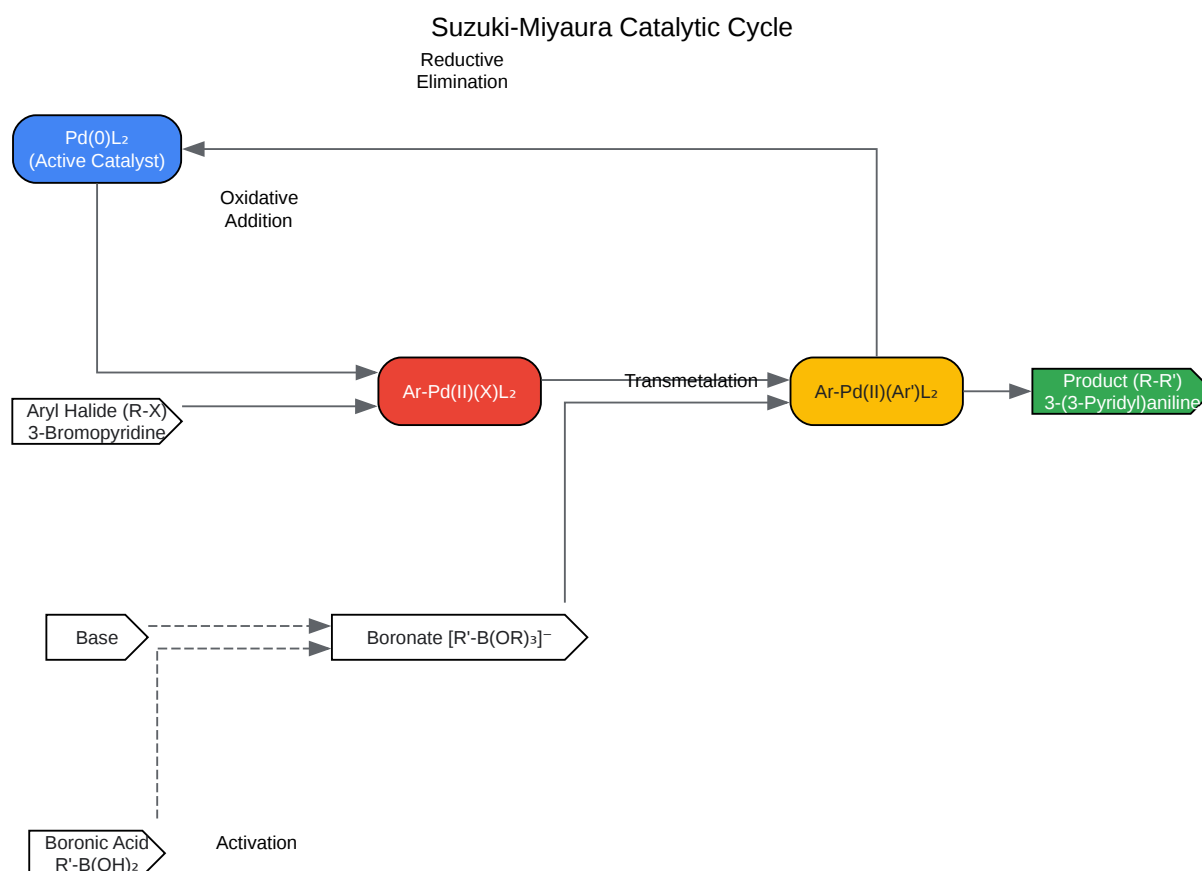 Suzuki-Miyaura Catalytic Cycle
Reductive
Elimination
Pd(0)L₂
(Active Catalyst)
Oxidative
Addition
Aryl Halide (R-X)
3-Bromopyridine
Ar-Pd(II)(X)L₂
Transmetalation
Ar-Pd(II)(Ar')L₂
Product (R-R')
3-(3-Pyridyl)aniline
Base
Boronate [R'-B(OR)₃]⁻
Boronic Acid
R'-B(OH)₂
Activation